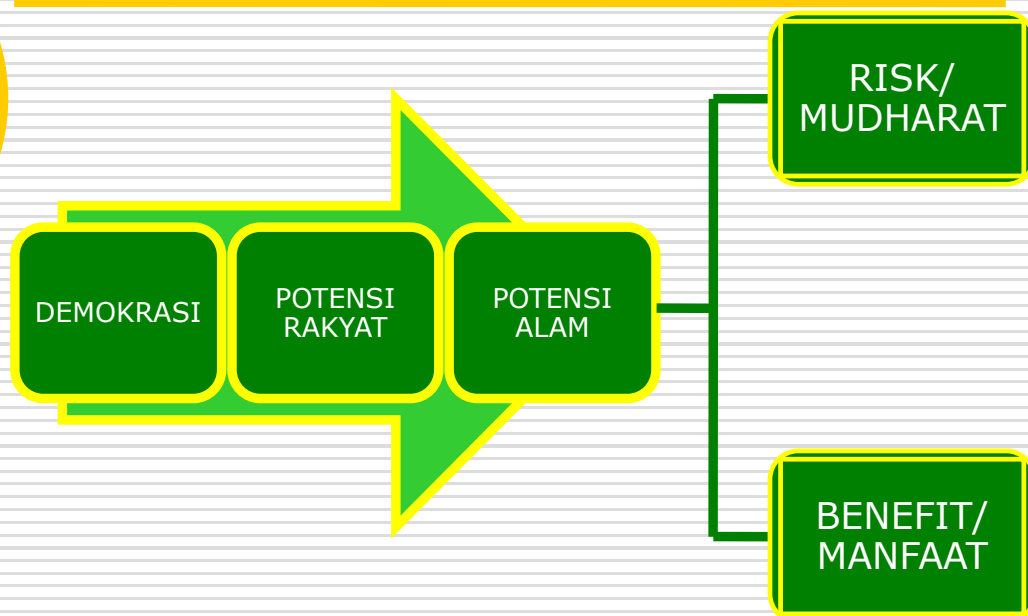 RISK/
MUDHARAT
DEMOKRASI
POTENSI
RAKYAT
POTENSI
ALAM
BENEFIT/
MANFAAT